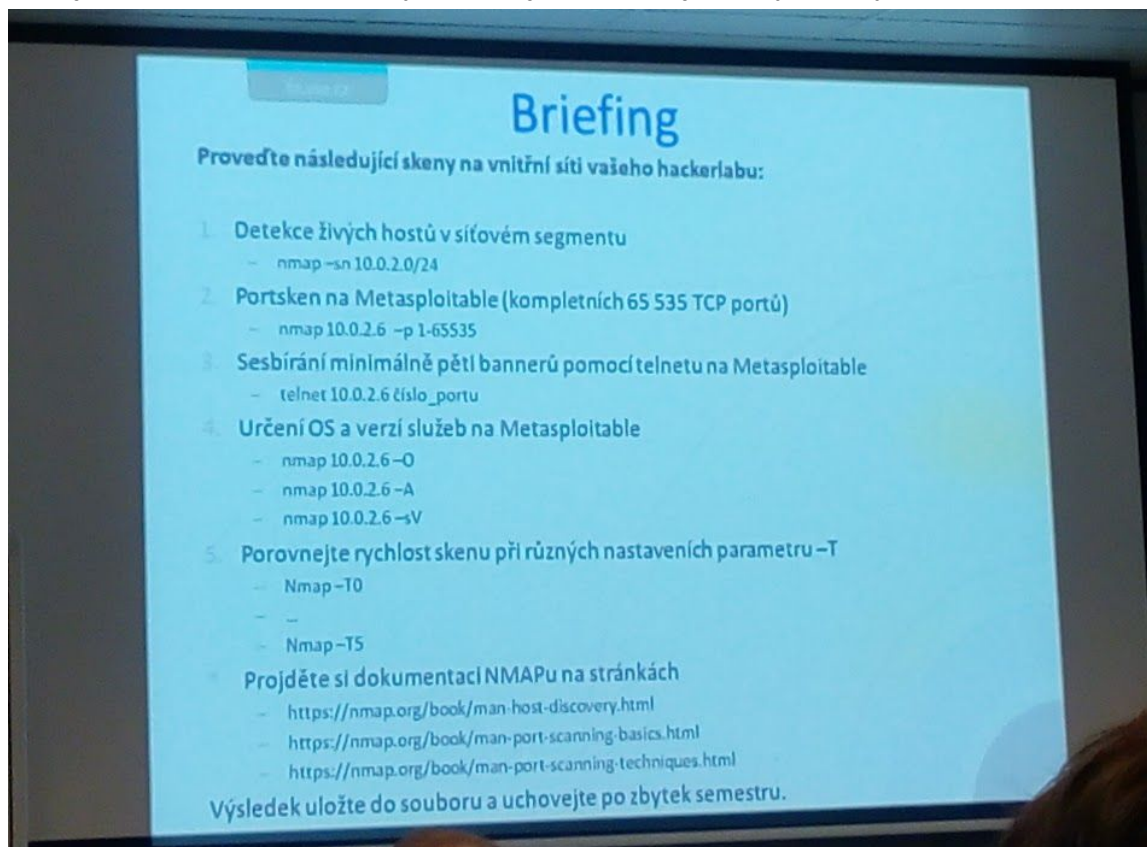 Briefing
Proveďte následující skeny na vnitřní síti vašeho hackerlabu:
1. Detekce živých hostů v síťovém segmentu
– nmap –sn 10.0.2.0/24
2. Portsken na Metasploitable (kompletních 65 535 TCP portů)
– nmap 10.0.2.6 –p 1-65535
3. Sesbírání minimálně pěti bannerů pomocí telnetu na Metasploitable
– telnet 10.0.2.6 číslo_portu
4. Určení OS a verzí služeb na Metasploitable
– nmap 10.0.2.6 –O
– nmap 10.0.2.6 –A
– nmap 10.0.2.6 –sV
5. Porovnejte rychlost skenu při různých nastaveních parametru –T
– Nmap –T0
– ...
– Nmap –T5
Projděte si dokumentaci NMAPu na stránkách
– https://nmap.org/book/man-host-discovery.html
– https://nmap.org/book/man-port-scanning-basics.html
– https://nmap.org/book/man-port-scanning-techniques.html
Výsledek uložte do souboru a uchovejte po zbytek semestru.